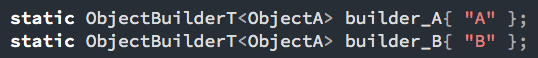 static ObjectBuilderT<ObjectA> builder_A{ "A" };
static ObjectBuilderT<ObjectA> builder_B{ "B" };